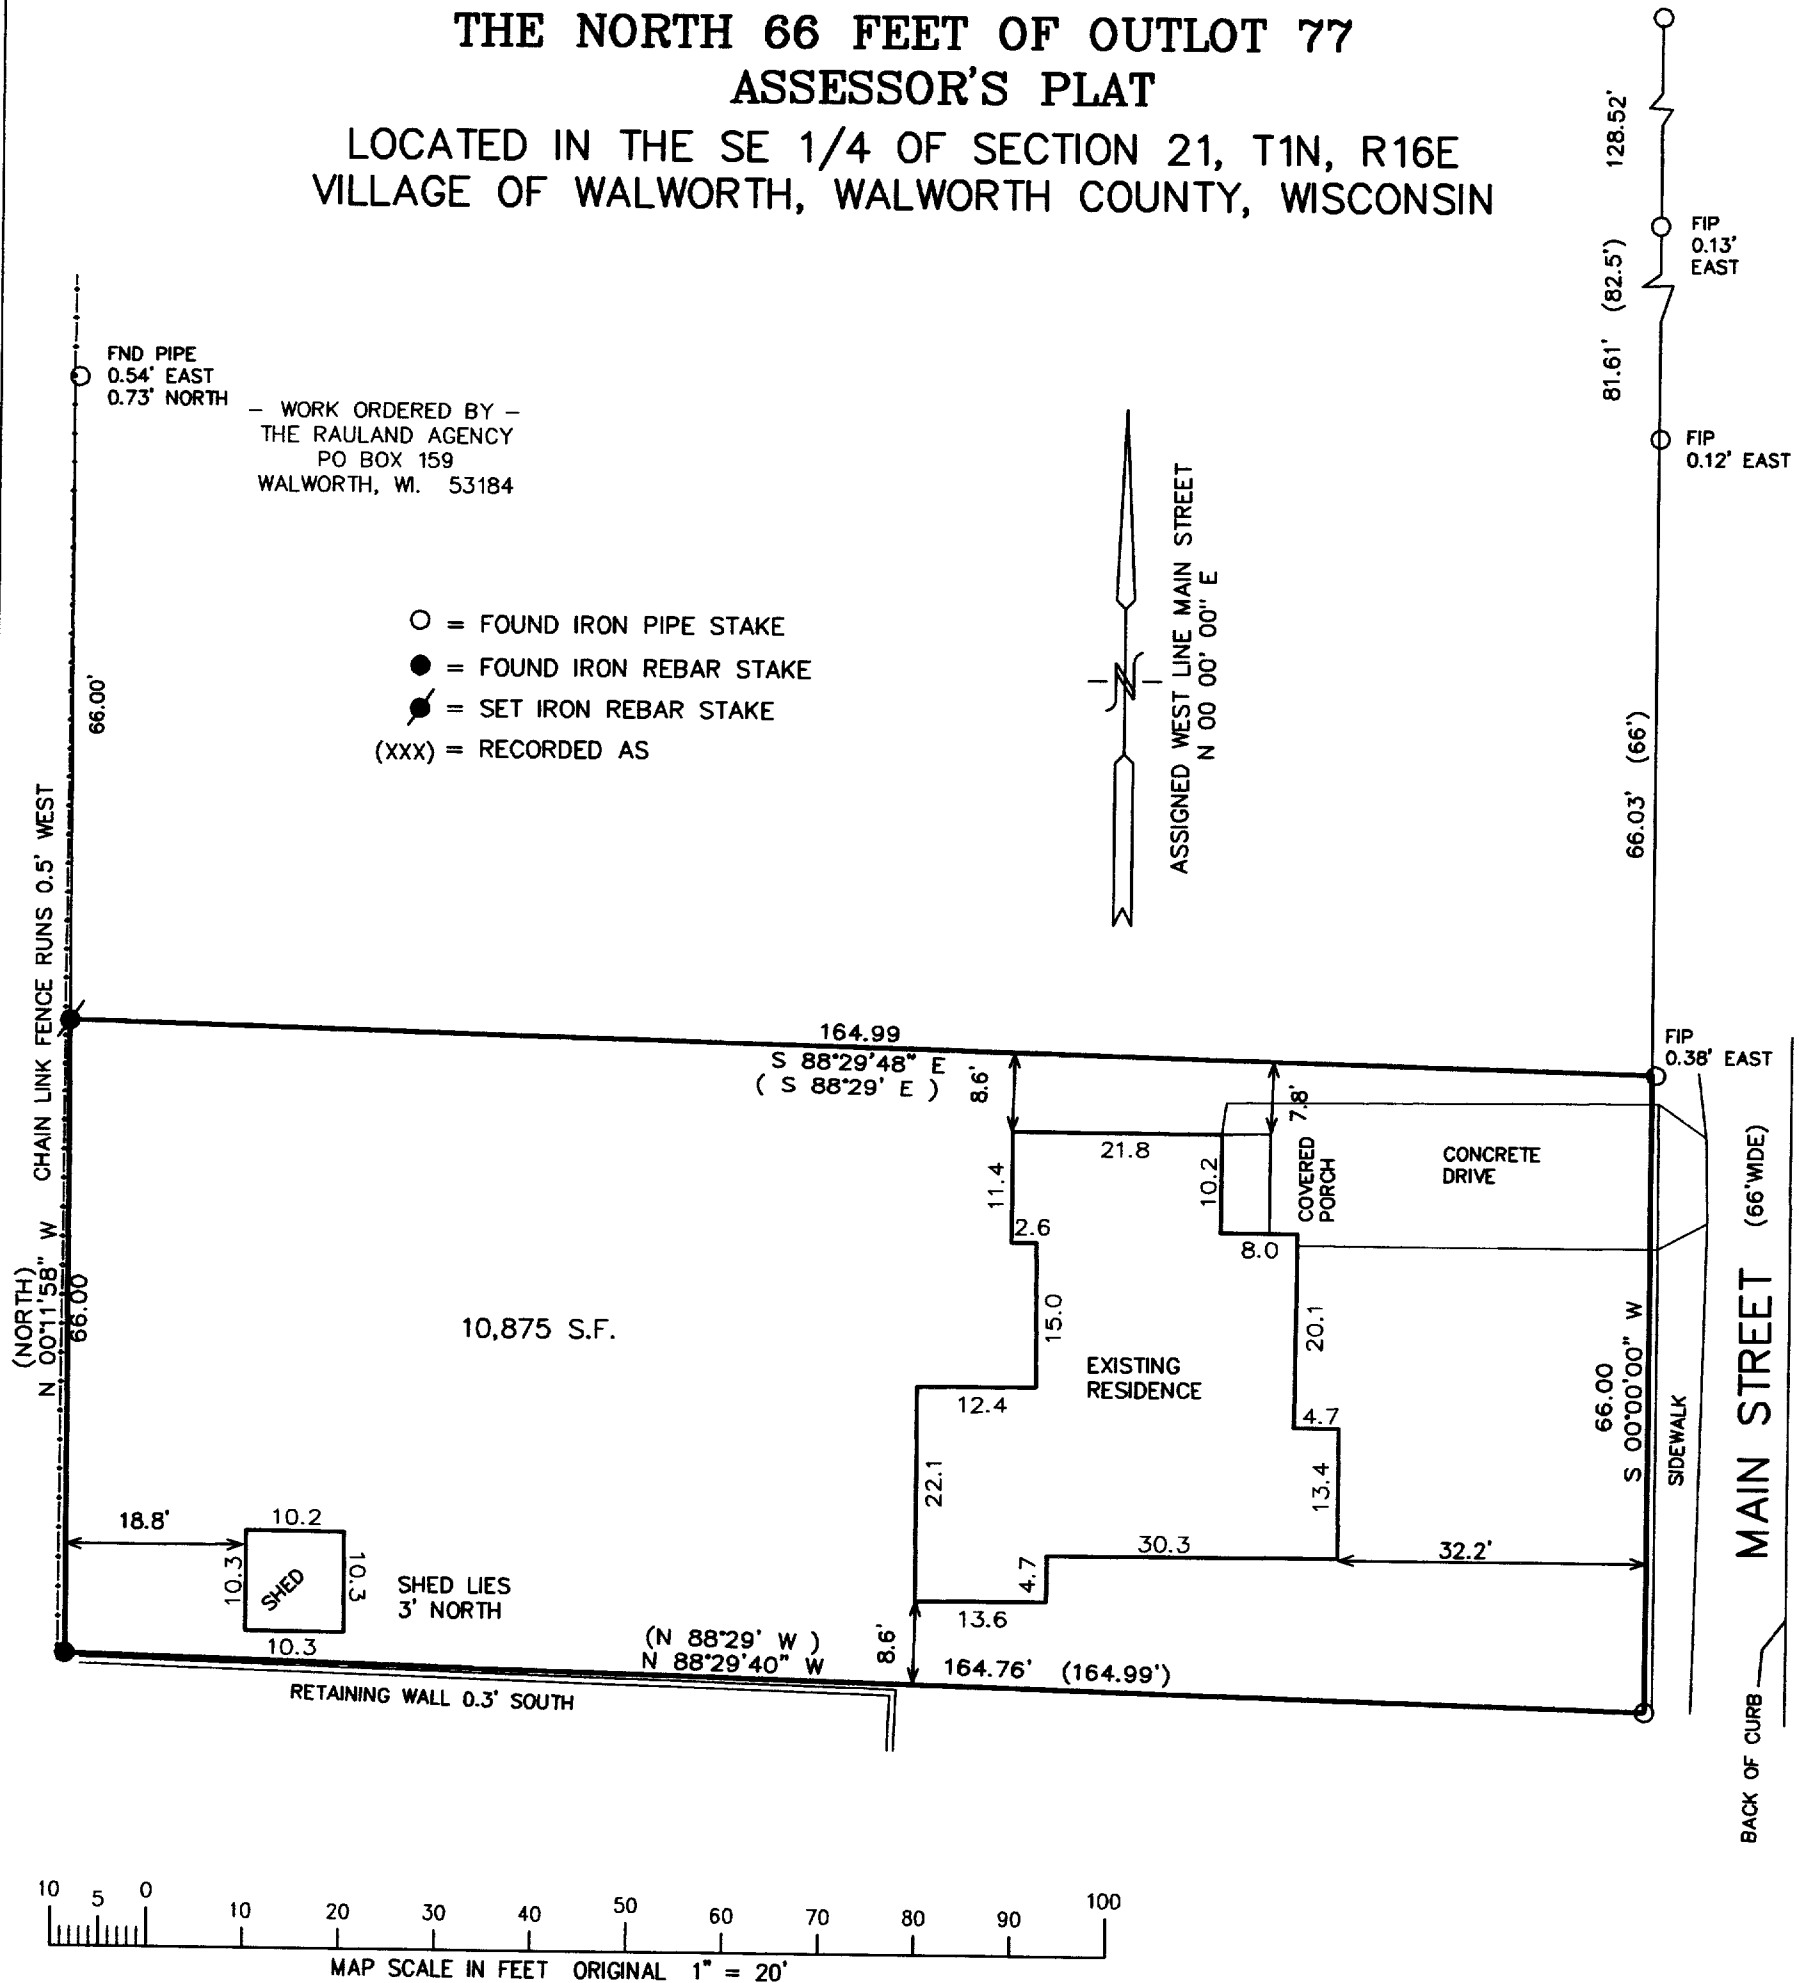 THE NORTH 66 FEET OF OUTLOT 77
ASSESSOR'S PLAT
LOCATED IN THE SE 1/4 OF SECTION 21, T1N, R16E
VILLAGE OF WALWORTH, WALWORTH COUNTY, WISCONSIN
128.52'
FIP
0.13'
EAST
81.61' (82.5')
FIP
0.12' EAST
FND PIPE
0.54' EAST
0.73' NORTH
- WORK ORDERED BY -
THE RAULAND AGENCY
PO BOX 159
WALWORTH, WI. 53184
= FOUND IRON PIPE STAKE
= FOUND IRON REBAR STAKE
= SET IRON REBAR STAKE
(XXX) = RECORDED AS
N
ASSIGNED WEST LINE MAIN STREET
N 00 00' 00" E
66.00'
66.03' (66')
CHAIN LINK FENCE RUNS 0.5' WEST
164.99
S 88°29'48" E
( S 88°29' E )
FIP
0.38' EAST
8.6'
7.8'
21.8
11.4
10.2
COVERED
PORCH
CONCRETE
DRIVE
2.6
8.0
(NORTH)
N 00°11'58" W
66.00
10,875 S.F.
15.0
20.1
EXISTING
RESIDENCE
12.4
4.7
22.1
13.4
66.00
S 00°00'00" W
SIDEWALK
MAIN STREET (66'WIDE)
18.8'
10.2
10.3
SHED
10.3
10.3
SHED LIES
3' NORTH
30.3
4.7
32.2'
13.6
8.6'
(N 88°29' W )
N 88°29'40" W
164.76' (164.99')
RETAINING WALL 0.3' SOUTH
BACK OF CURB
10 5 0 10 20 30 40 50 60 70 80 90 100
MAP SCALE IN FEET ORIGINAL 1" = 20'